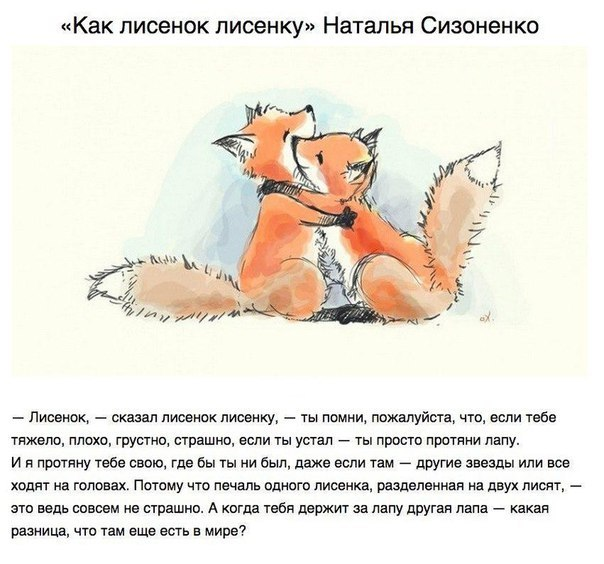 «Как лисенок лисенку» Наталья Сизоненко
— Лисенок, — сказал лисенок лисенку, — ты помни, пожалуйста, что, если тебе
тяжело, плохо, грустно, страшно, если ты устал — ты просто протяни лапу.
И я протяну тебе свою, где бы ты ни был, даже если там — другие звезды или все
ходят на головах. Потому что печаль одного лисенка, разделенная на двух лисят, —
это ведь совсем не страшно. А когда тебя держит за лапу другая лапа — какая
разница, что там еще есть в мире?